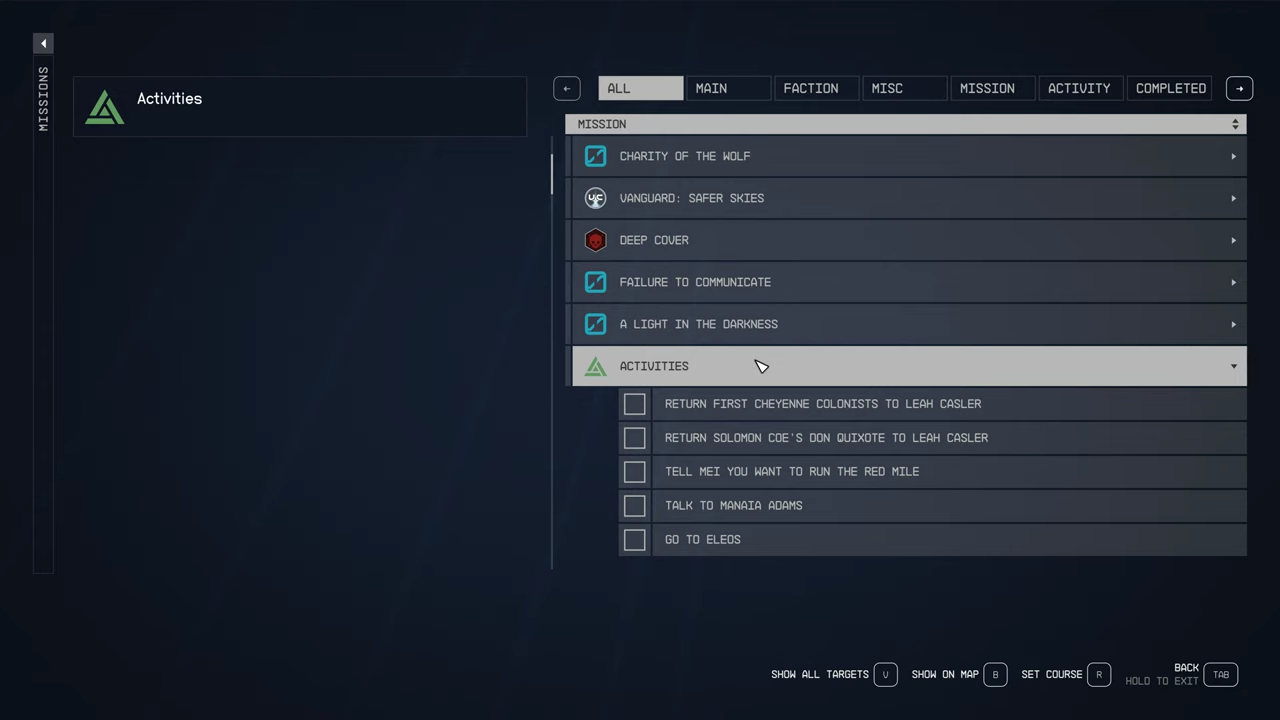 MISSIONS
Activities
ALL MAIN FACTION MISC MISSION ACTIVITY COMPLETED
MISSION
CHARITY OF THE WOLF
UC
VANGUARD: SAFER SKIES
DEEP COVER
FAILURE TO COMMUNICATE
A LIGHT IN THE DARKNESS
ACTIVITIES
RETURN FIRST CHEYENNE COLONISTS TO LEAH CASLER
RETURN SOLOMON COE'S DON QUIXOTE TO LEAH CASLER
TELL MEI YOU WANT TO RUN THE RED MILE
TALK TO MANAIA ADAMS
GO TO ELEOS
SHOW ALL TARGETS V SHOW ON MAP B SET COURSE R BACK TAB
HOLD TO EXIT